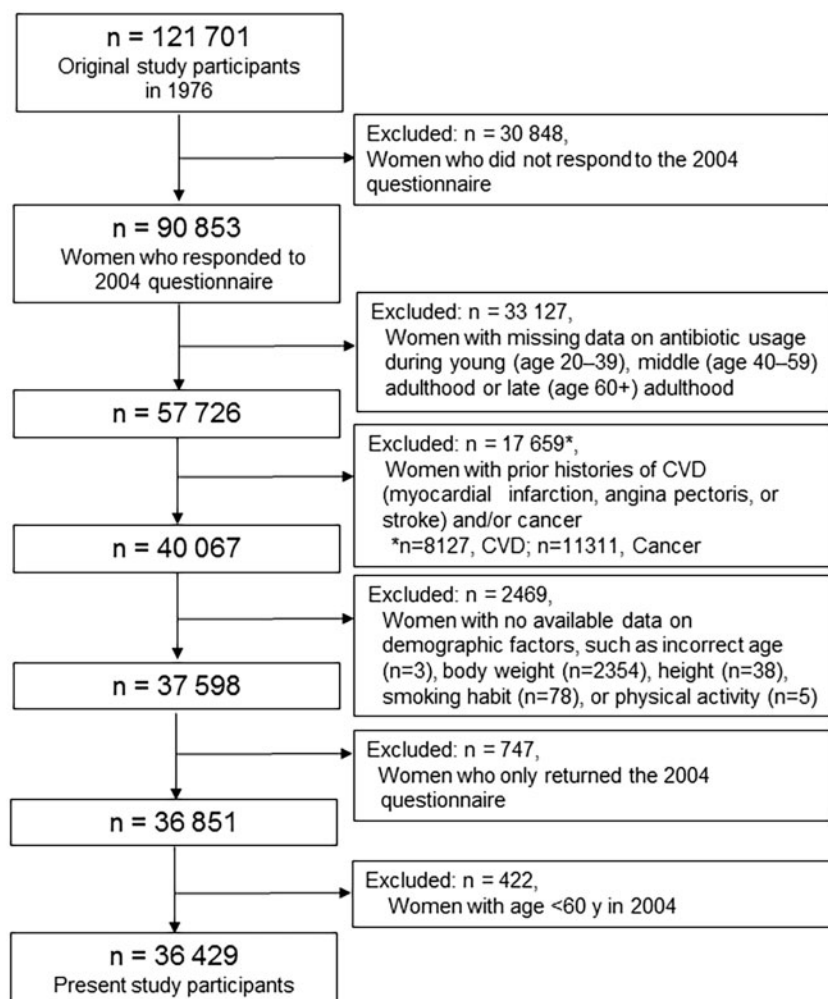 n = 121 701
Original study participants
in 1976
Excluded: n = 30 848,
Women who did not respond to the 2004
questionnaire
n = 90 853
Women who responded to
2004 questionnaire
Excluded: n = 33 127,
Women with missing data on antibiotic usage
during young (age 20–39), middle (age 40–59)
adulthood or late (age 60+) adulthood
n = 57 726
Excluded: n = 17 659*,
Women with prior histories of CVD
(myocardial infarction, angina pectoris, or
stroke) and/or cancer
*n=8127, CVD; n=11311, Cancer
n = 40 067
Excluded: n = 2469,
Women with no available data on
demographic factors, such as incorrect age
(n=3), body weight (n=2354), height (n=38),
smoking habit (n=78), or physical activity (n=5)
n = 37 598
Excluded: n = 747,
Women who only returned the 2004
questionnaire
n = 36 851
Excluded: n = 422,
Women with age <60 y in 2004
n = 36 429
Present study participants